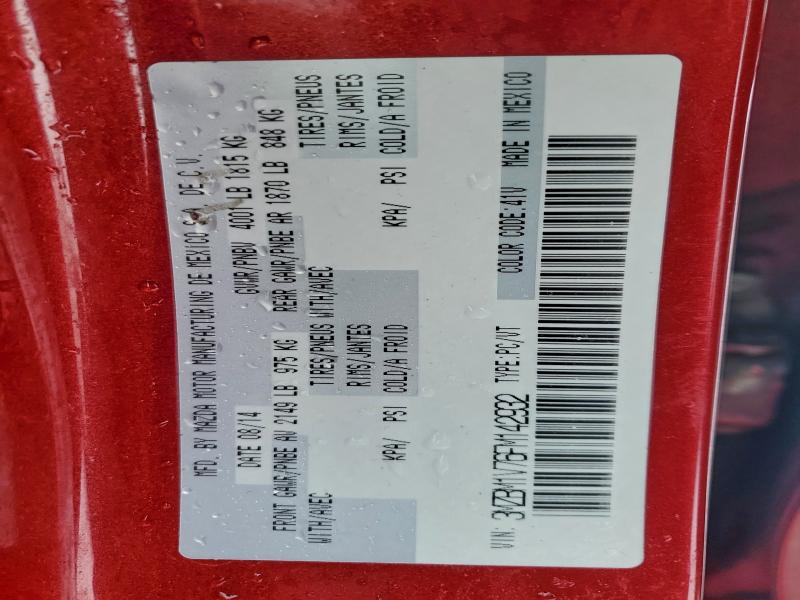 MFD. BY MAZDA MOTOR MANUFACTURING DE MEXICO S.A. DE C.V.
DATE 08/14 GVWR/PNBV 4001 LB 1815 KG
FRONT GAWR/PNBE AV 2149 LB 975 KG REAR GAWR/PNBE AR 1870 LB 848 KG
WITH/AVEC TIRES/PNEUS WITH/AVEC TIRES/PNEUS
RIMS/JANTES RIMS/JANTES
KPA/ PSI COLD/A FROID KPA/ PSI COLD/A FROID
VIN: 3MZBM1V76FM142932 TYPE:PC/VT COLOR CODE:41V MADE IN MEXICO